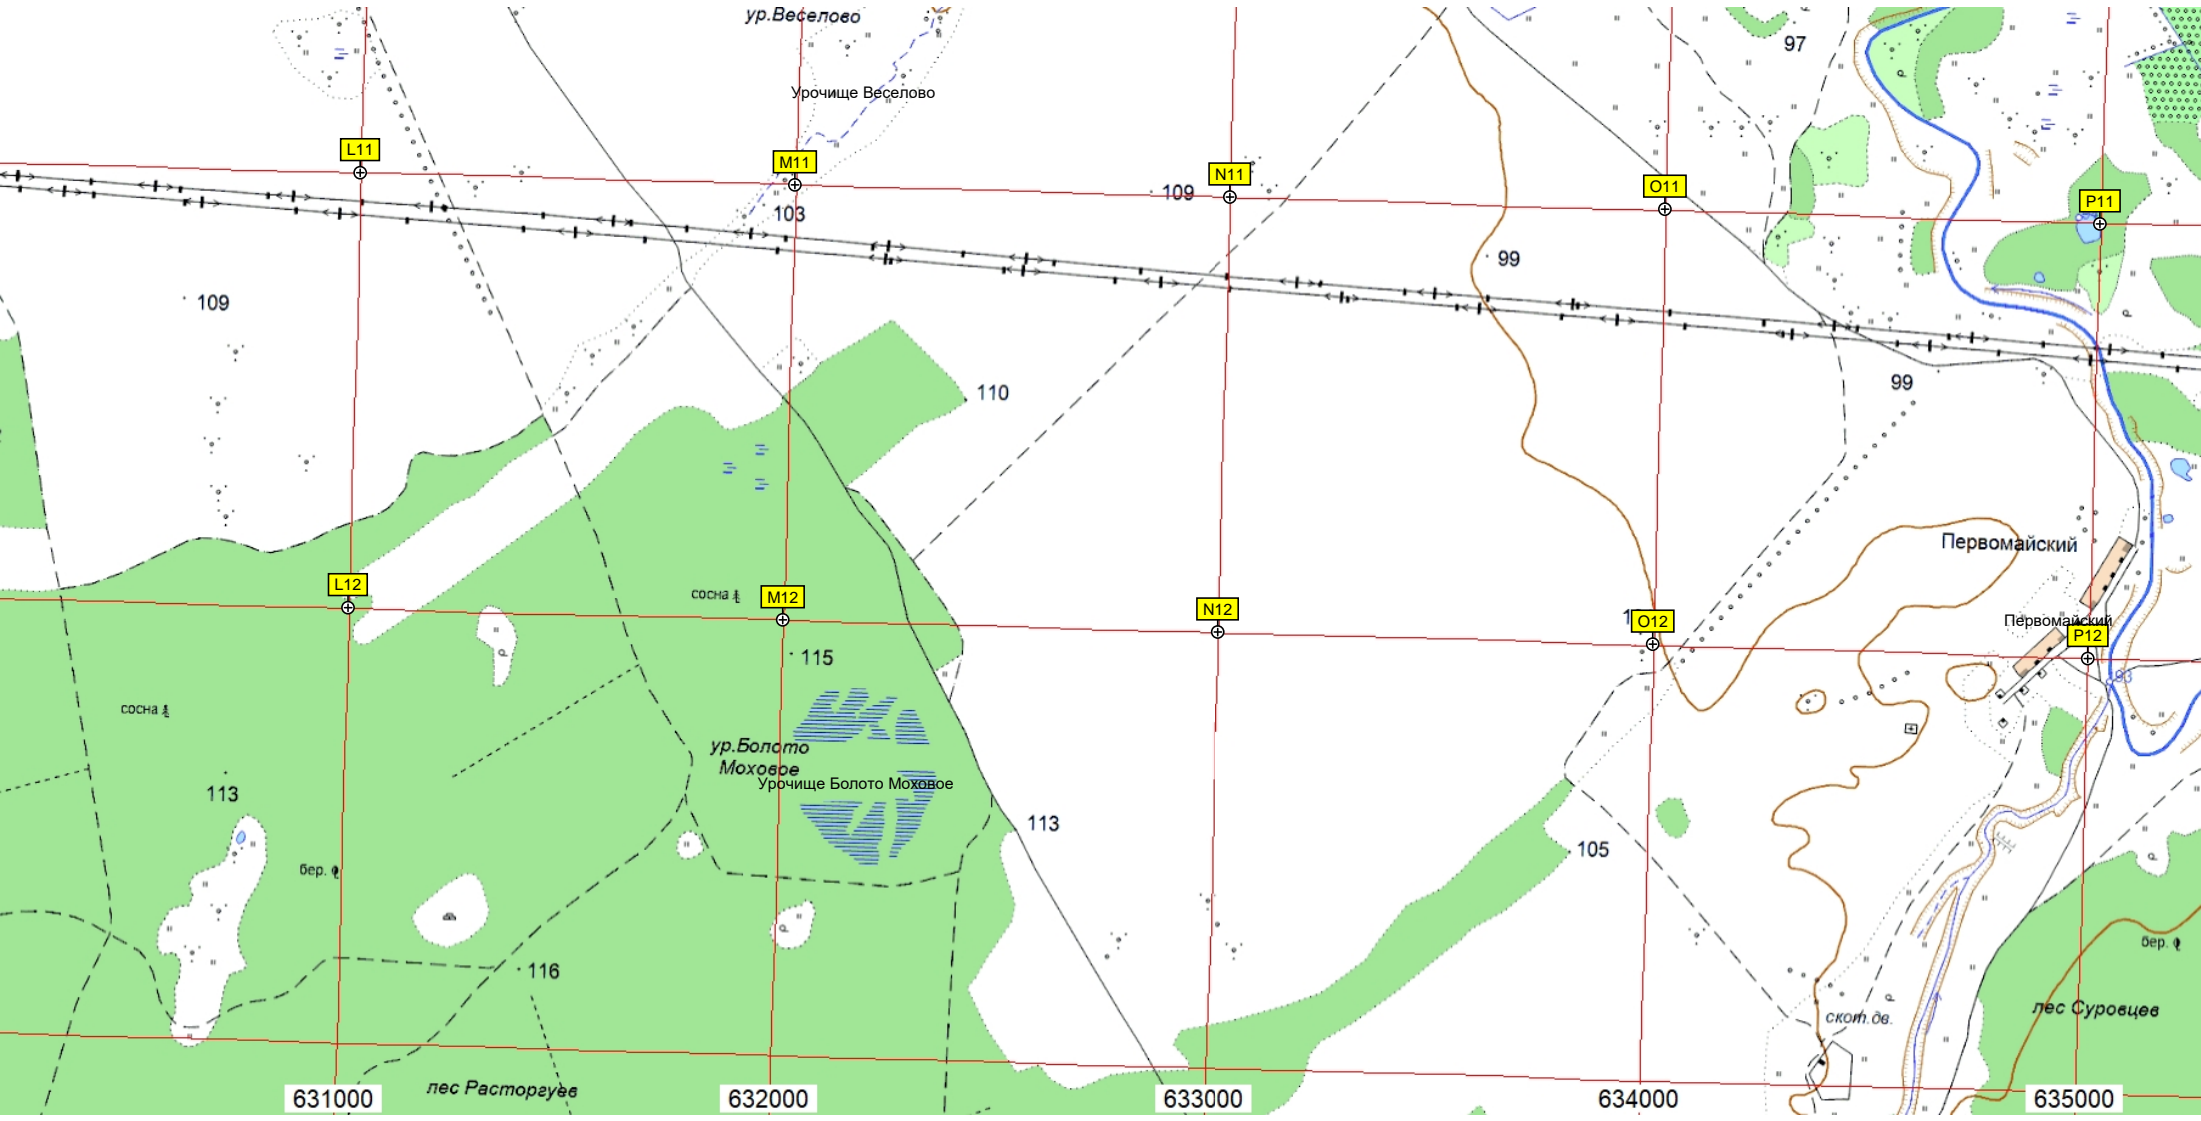 ур.Веселово
97
Урочище Веселово
L11
M11
N11
O11
P11
109
103
99
109
110
99
Первомайский
L12
сосна
M12
N12
O12
Первомайский
P12
115
93
сосна
ур.Болото
Моховое
Урочище Болото Моховое
113
113
105
бер.
116
бер.
лес Суровцев
скот.дв.
лес Расторгуев
631000
632000
633000
634000
635000